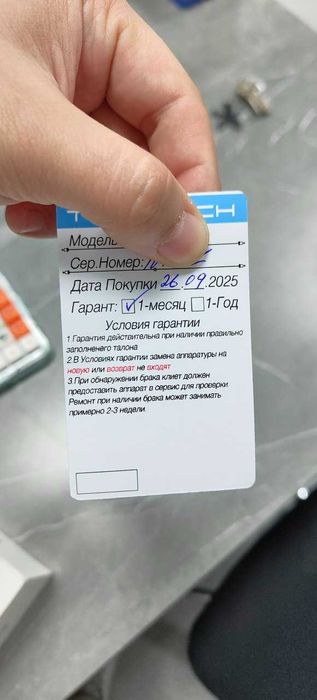 Модель
Сер.Номер:
Дата Покупки 26.09.2025
Гарант: 1-месяц 1-Год
Условия гарантии
1 Гарантия действительна при наличии правильно
заполненего талона
2.В Условиях гарантии замена аппаратуры на
новую или возврат не входят
3.При обнаружении брака клиет должен
предоставить аппарат в сервис для проверки
Ремонт при наличии брака может занимать
примерно 2-3 недели